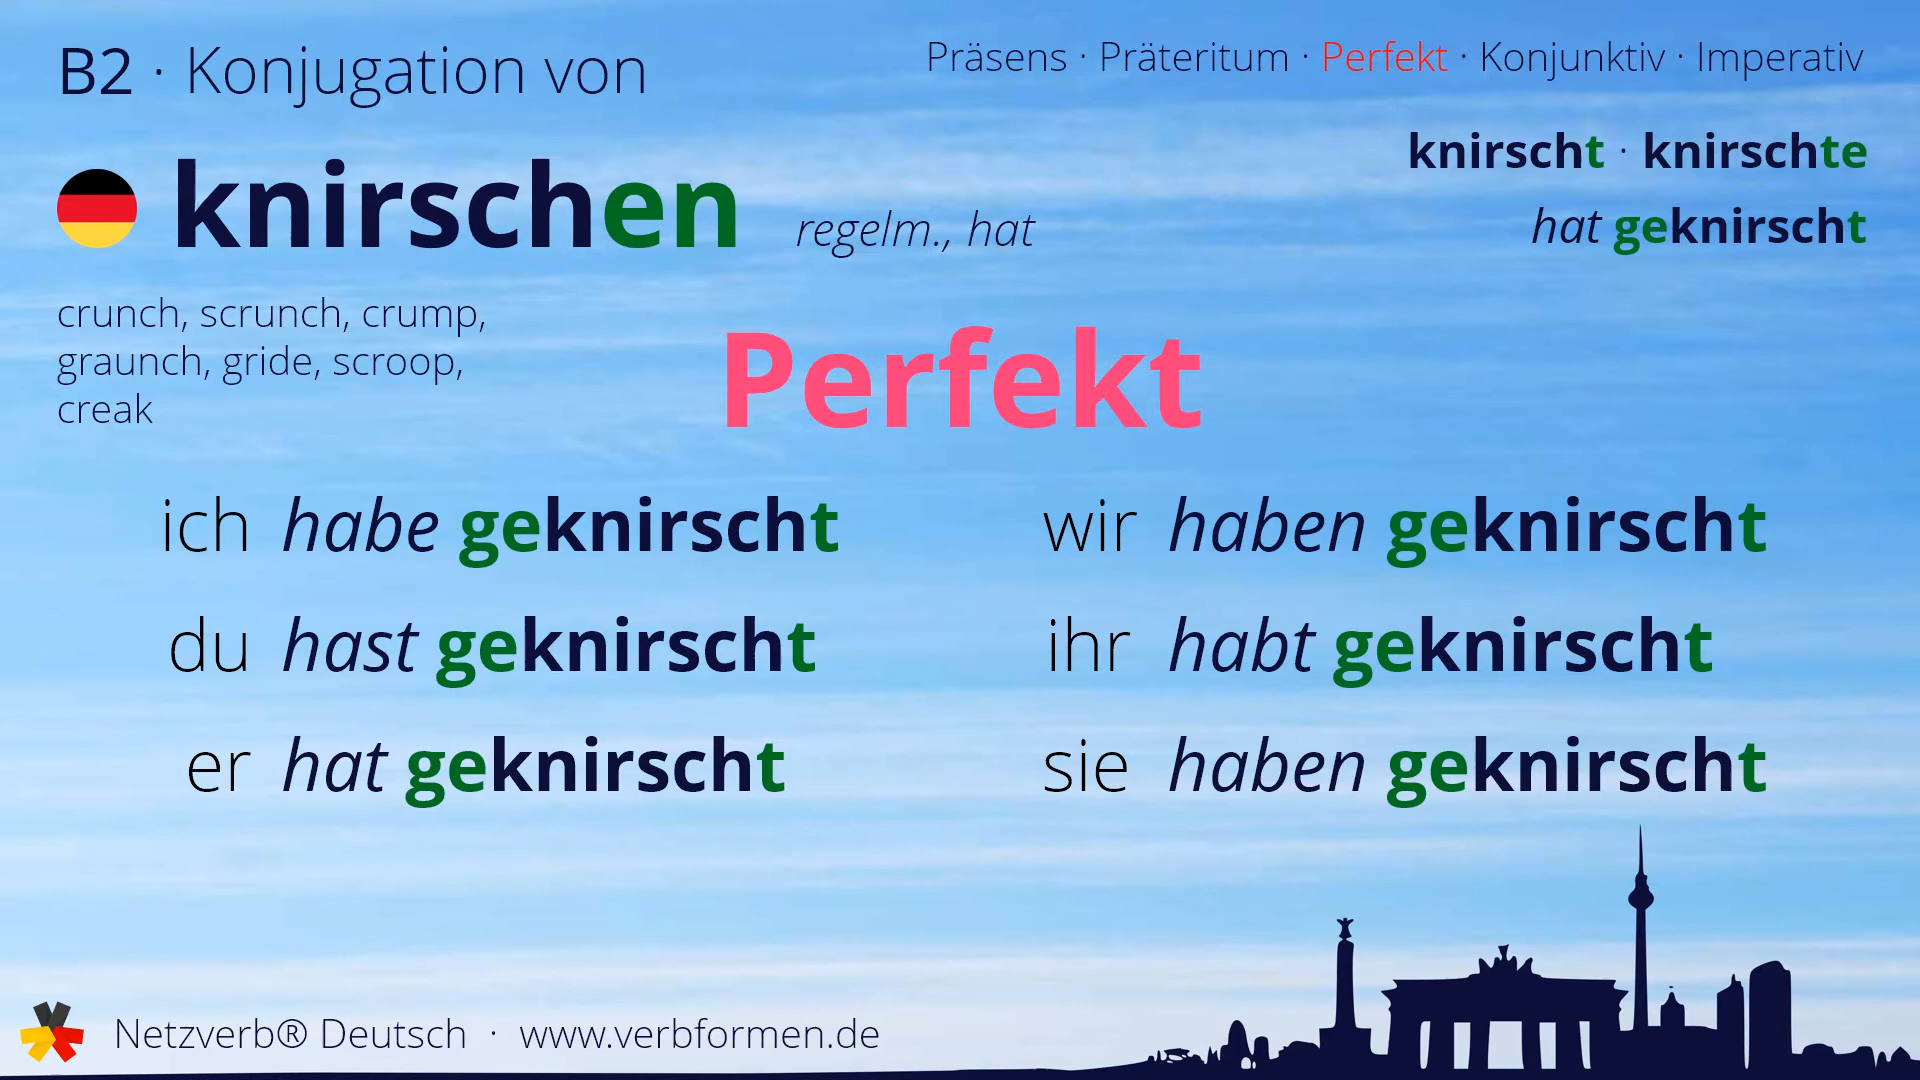 B2 · Konjugation von
Präsens · Präteritum · Perfekt · Konjunktiv · Imperativ
knirschen regelm., hat
knirscht · knirschte
hat geknirscht
crunch, scrunch, crump,
graunch, gride, scroop,
creak
Perfekt
ich habe geknirscht
du hast geknirscht
er hat geknirscht
wir haben geknirscht
ihr habt geknirscht
sie haben geknirscht
Netzverb® Deutsch · www.verbformen.de